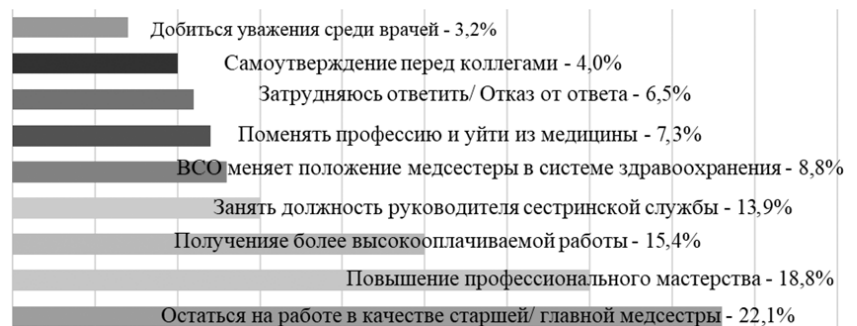 Добиться уважения среди врачей - 3,2%
Самоутверждение перед коллегами - 4,0%
Затрудняюсь ответить/ Отказ от ответа - 6,5%
Поменять профессию и уйти из медицины - 7,3%
ВСО меняет положение медсестеры в системе здравоохранения - 8,8%
Занять должность руководителя сестринской службы - 13,9%
Полученияе более высокооплачиваемой работы - 15,4%
Повышение профессионального мастерства - 18,8%
Остаться на работе в качестве старшей/ главной медсестры - 22,1%